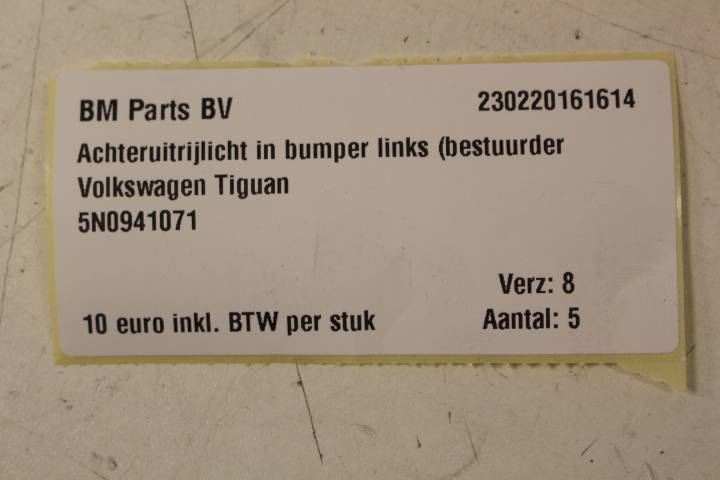 BM Parts BV 230220161614
Achteruitrijlicht in bumper links (bestuurder
Volkswagen Tiguan
5N0941071
Verz: 8
10 euro inkl. BTW per stuk Aantal: 5